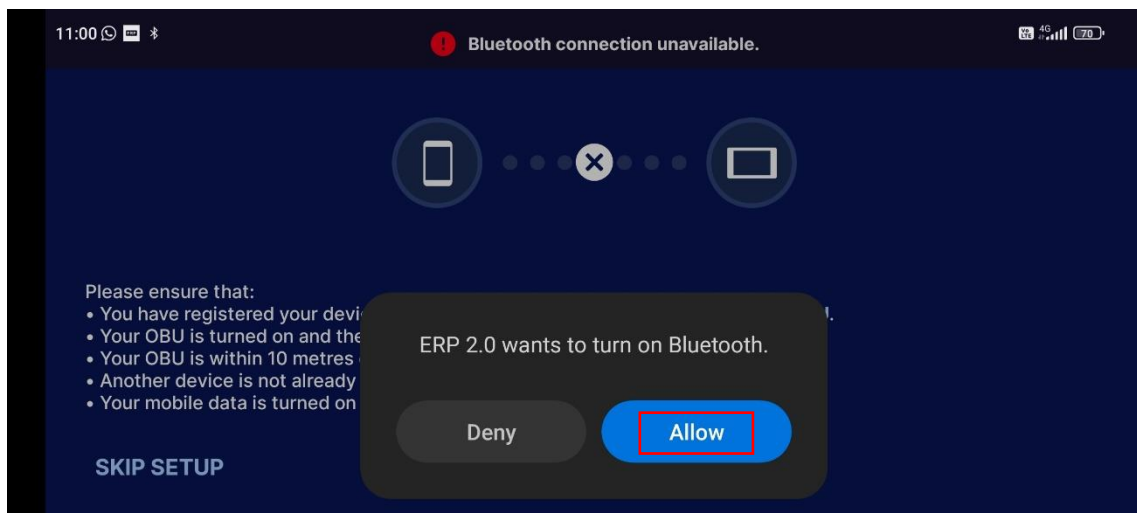 11:00
Bluetooth connection unavailable.
4G
70
Please ensure that:
• You have registered your devi
• Your OBU is turned on and the
• Your OBU is within 10 metres
• Another device is not already
• Your mobile data is turned on
ERP 2.0 wants to turn on Bluetooth.
Deny
Allow
SKIP SETUP